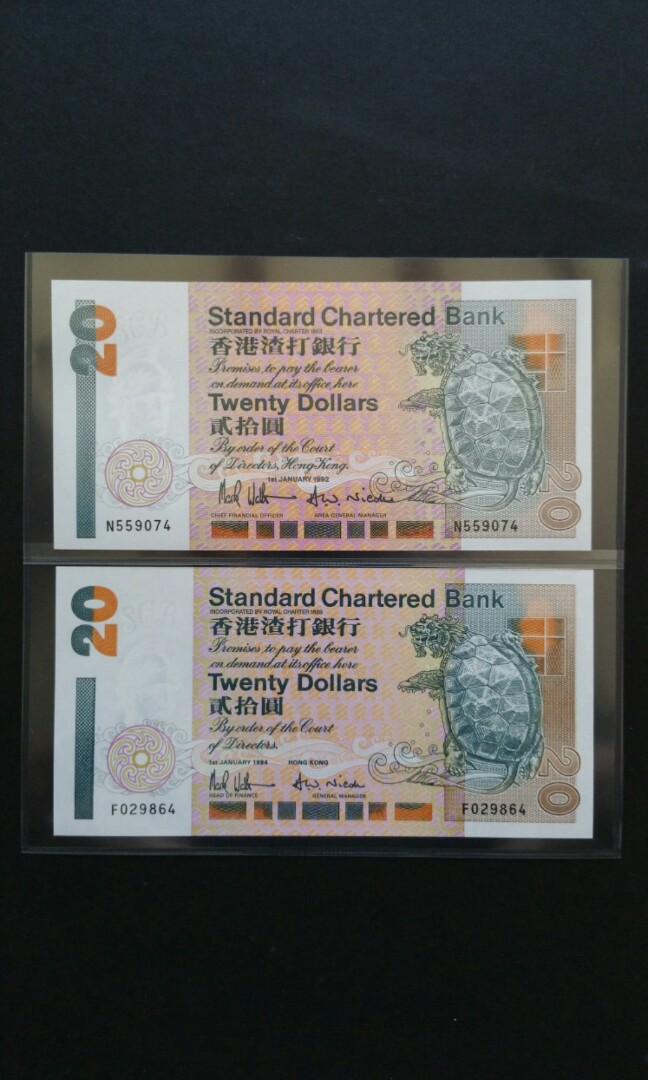 20
Standard Chartered Bank
INCORPORATED BY ROYAL CHARTER 1853
香港渣打銀行
Promises to pay the bearer
on demand at its office here
Twenty Dollars
貳拾圓
By order of the Court
of Directors, Hong Kong.
1st JANUARY 1992
CHIEF FINANCIAL OFFICER AREA GENERAL MANAGER
N559074 N559074
20
20
Standard Chartered Bank
INCORPORATED BY ROYAL CHARTER 1853
香港渣打銀行
Promises to pay the bearer
on demand at its office here
Twenty Dollars
貳拾圓
By order of the Court
of Directors.
1st JANUARY 1994 HONG KONG
HEAD OF FINANCE GENERAL MANAGER
F029864 F029864
20